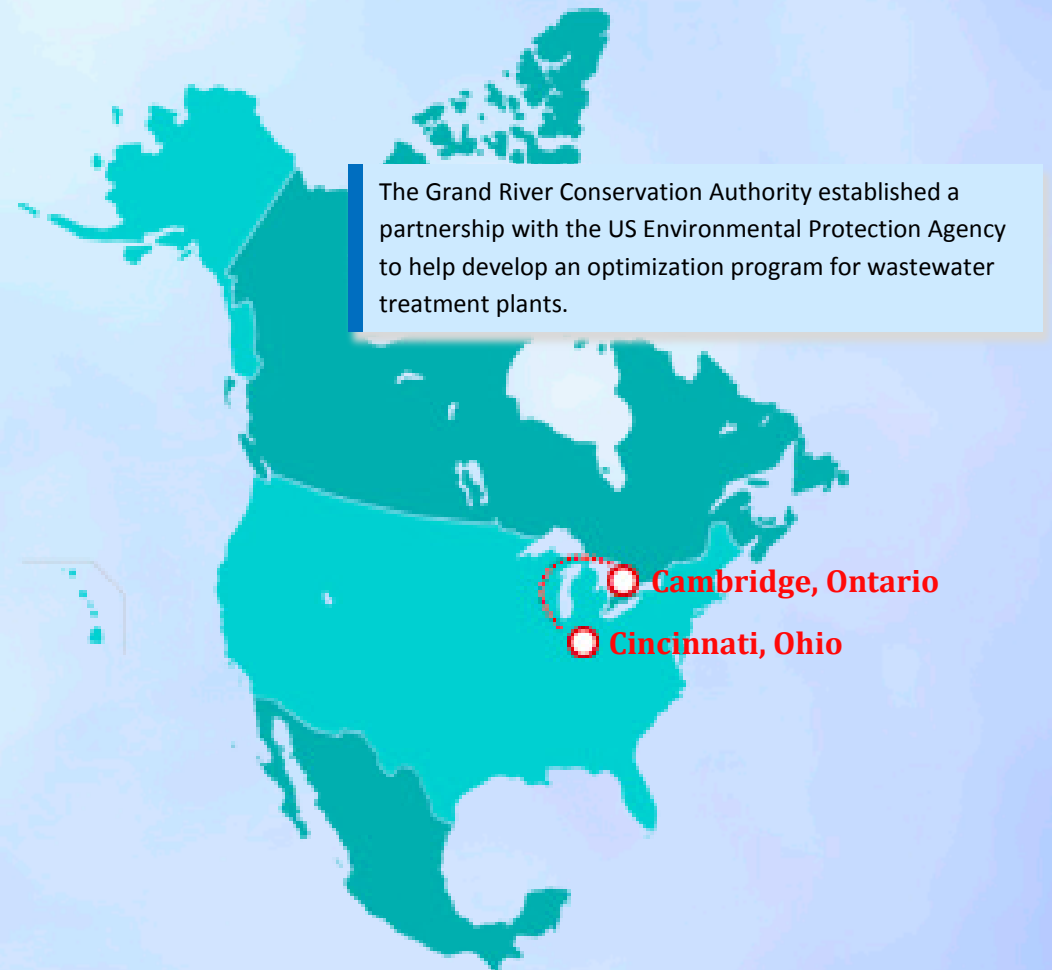 The Grand River Conservation Authority established a
partnership with the US Environmental Protection Agency
to help develop an optimization program for wastewater
treatment plants.
Cambridge, Ontario
Cincinnati, Ohio